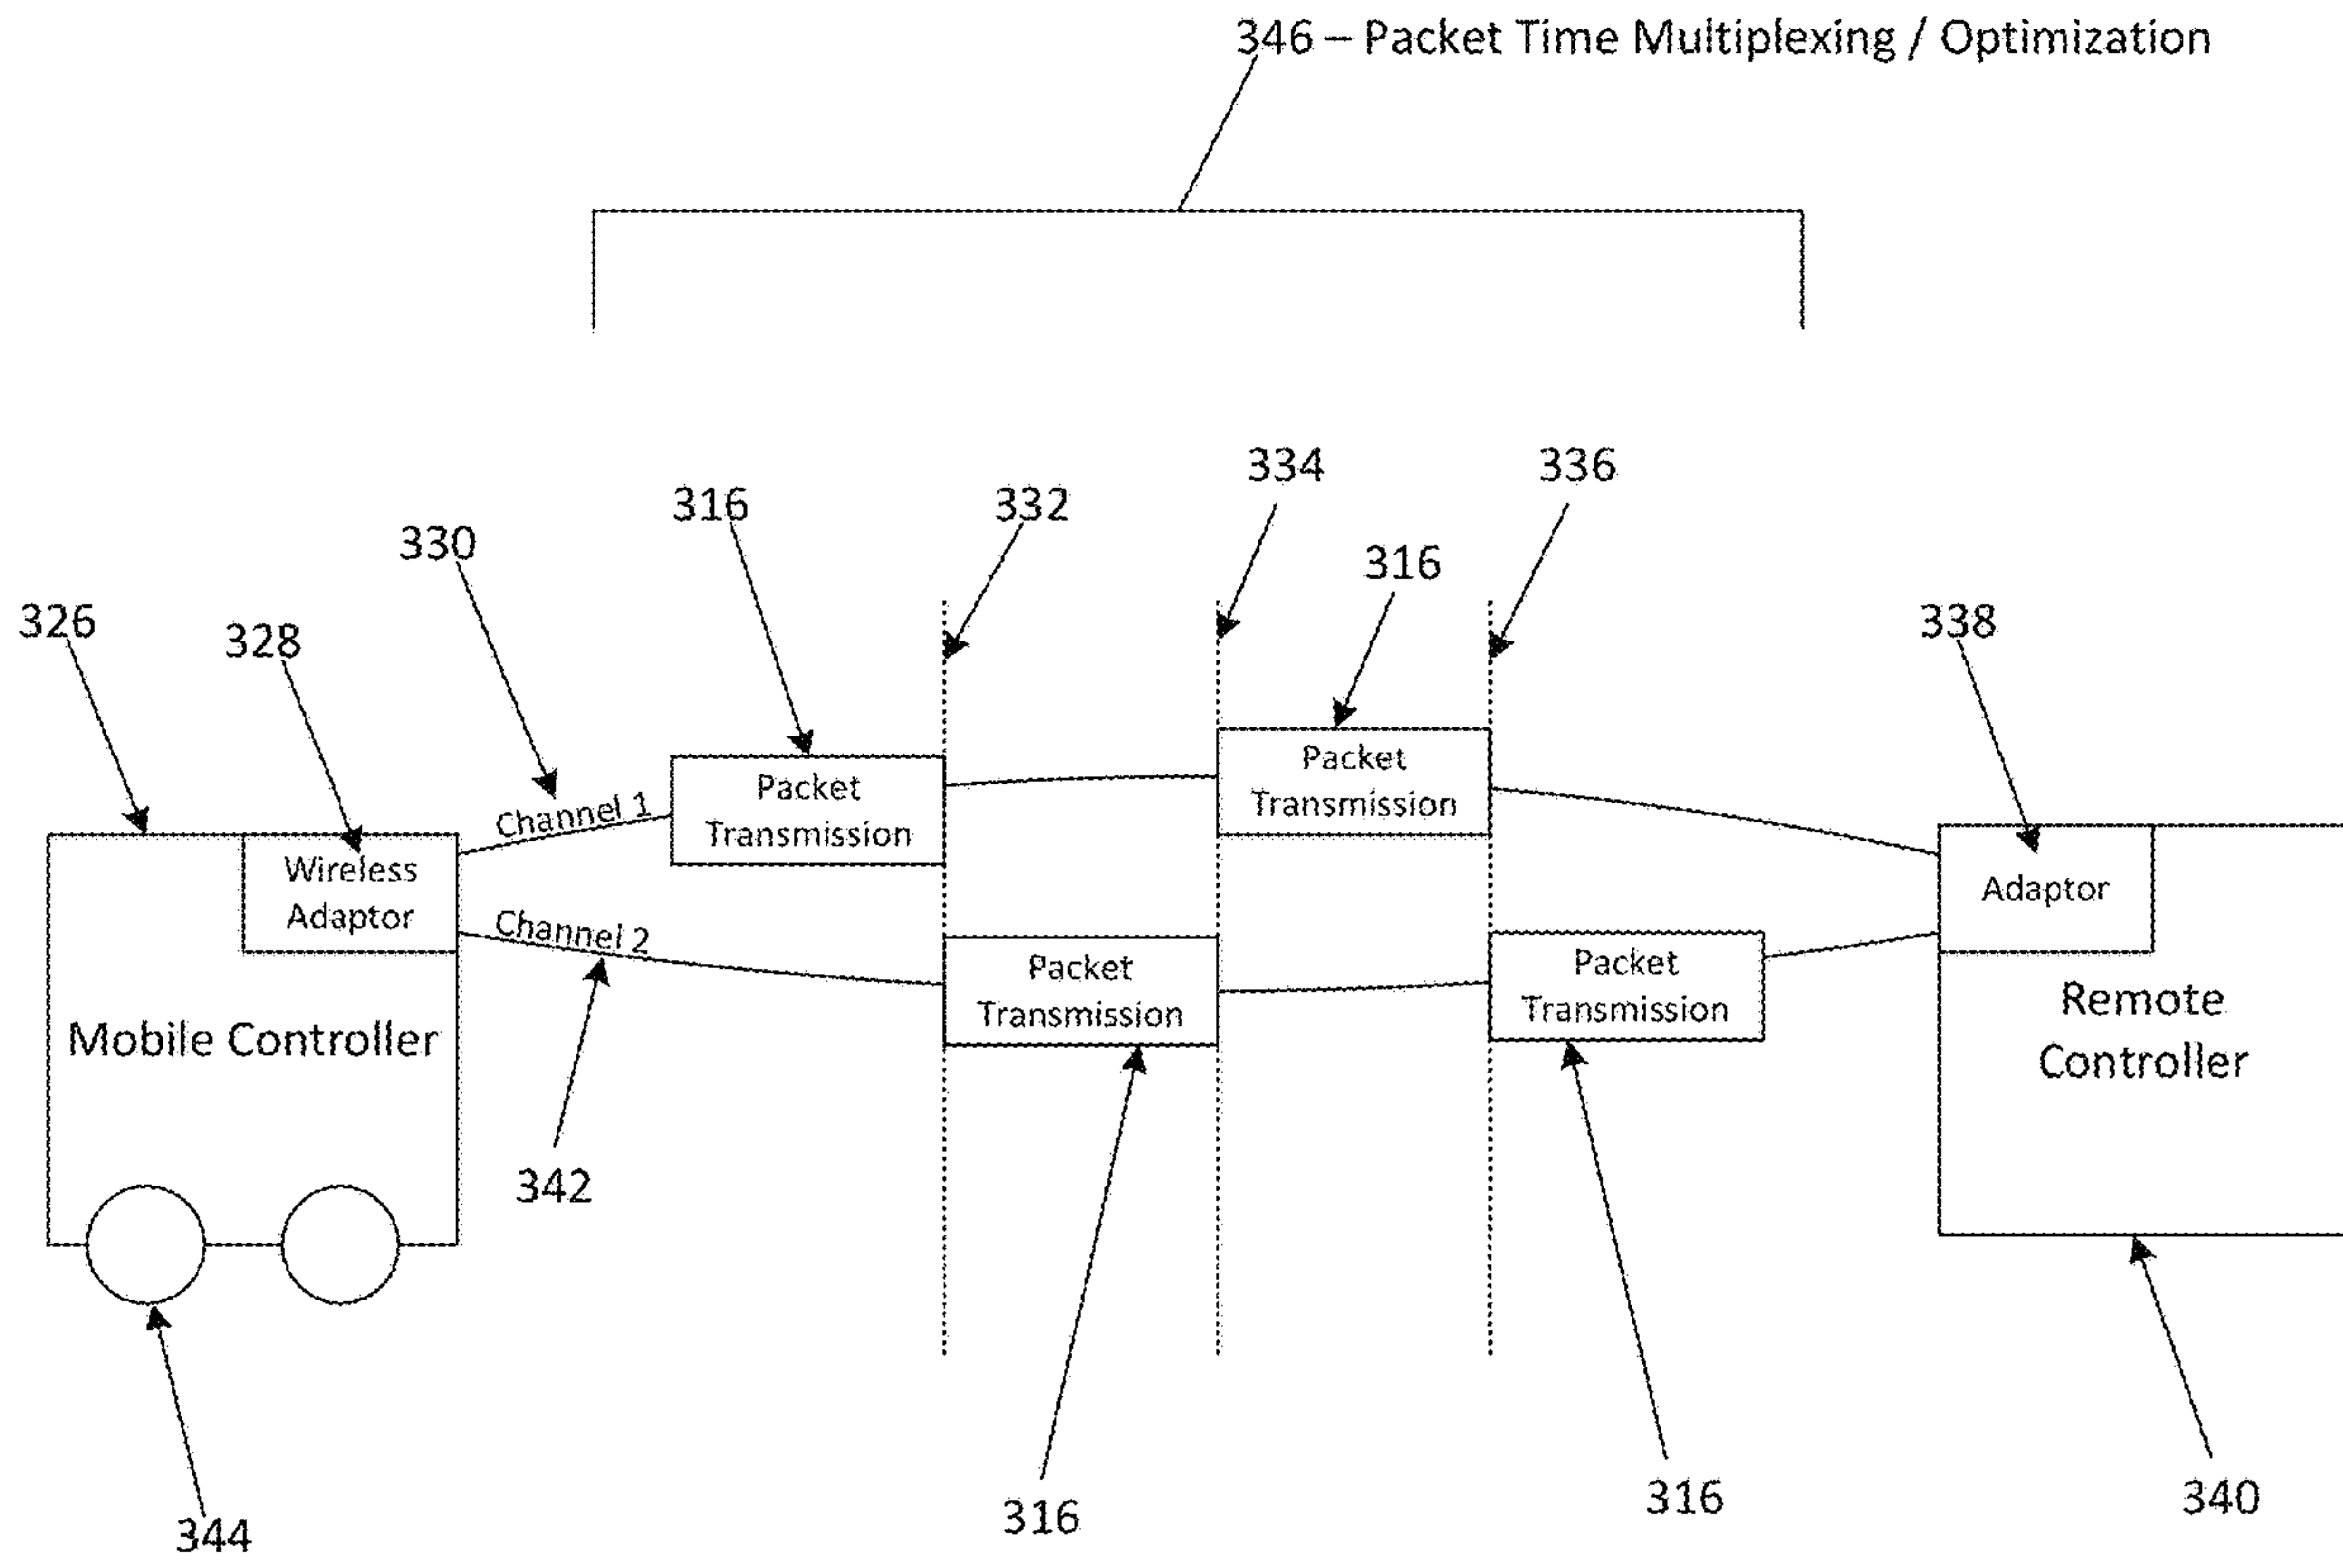 346 – Packet Time Multiplexing / Optimization
334
336
316
332
330
316
326
328
338
Packet
Transmission
Packet
Transmission
Channel 1
Wireless
Adaptor
Adaptor
Channel 2
Packet
Transmission
Packet
Transmission
Mobile Controller
Remote
Controller
342
316
316
340
344